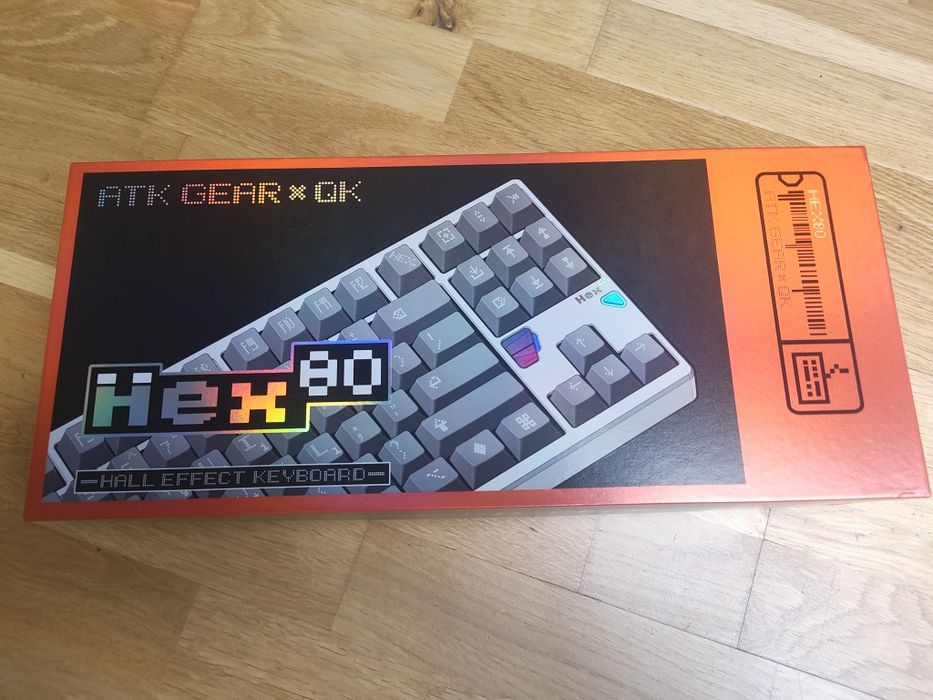 ATK GEAR × QK
Hex80
HALL EFFECT KEYBOARD
Hex
HEX80
ATK GEAR × QK